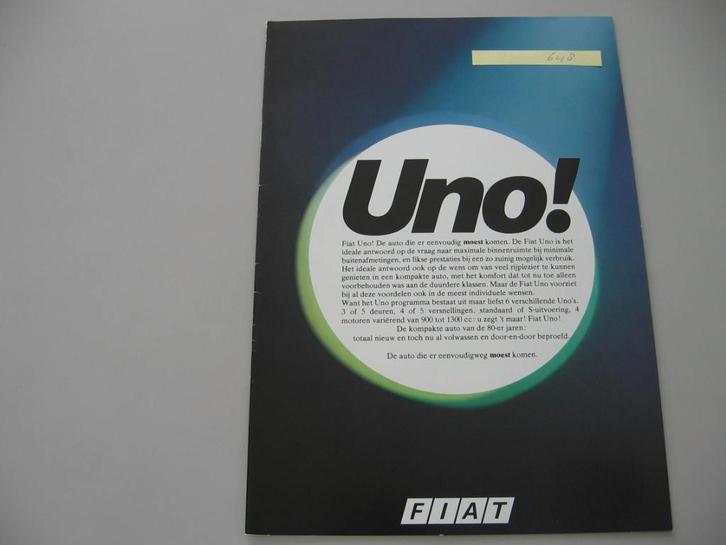 648
Uno!
Fiat Uno! De auto die er eenvoudig moest komen. De Fiat Uno is het
ideale antwoord op de vraag naar maximale binnenruimte bij minimale
buitenafmetingen, en fikse prestaties bij een zo zuinig mogelijk verbruik.
Het ideale antwoord ook op de wens om van veel rijplezier te kunnen
genieten in een kompakte auto, met het komfort dat tot nu toe alleen
voorbehouden was aan de duurdere klassen. Maar de Fiat Uno voorziet
bij al deze voordelen ook in de meest individuele wensen.
Want het Uno programma bestaat uit maar liefst 6 verschillende Uno's.
3 of 5 deuren, 4 of 5 versnellingen, standaard of S-uitvoering, 4
motoren variërend van 900 tot 1300 cc: u zegt 't maar! Fiat Uno!
De kompakte auto van de 80-er jaren:
totaal nieuw en toch nu al volwassen en door-en-door beproefd.
De auto die er eenvoudigweg moest komen.
FIAT